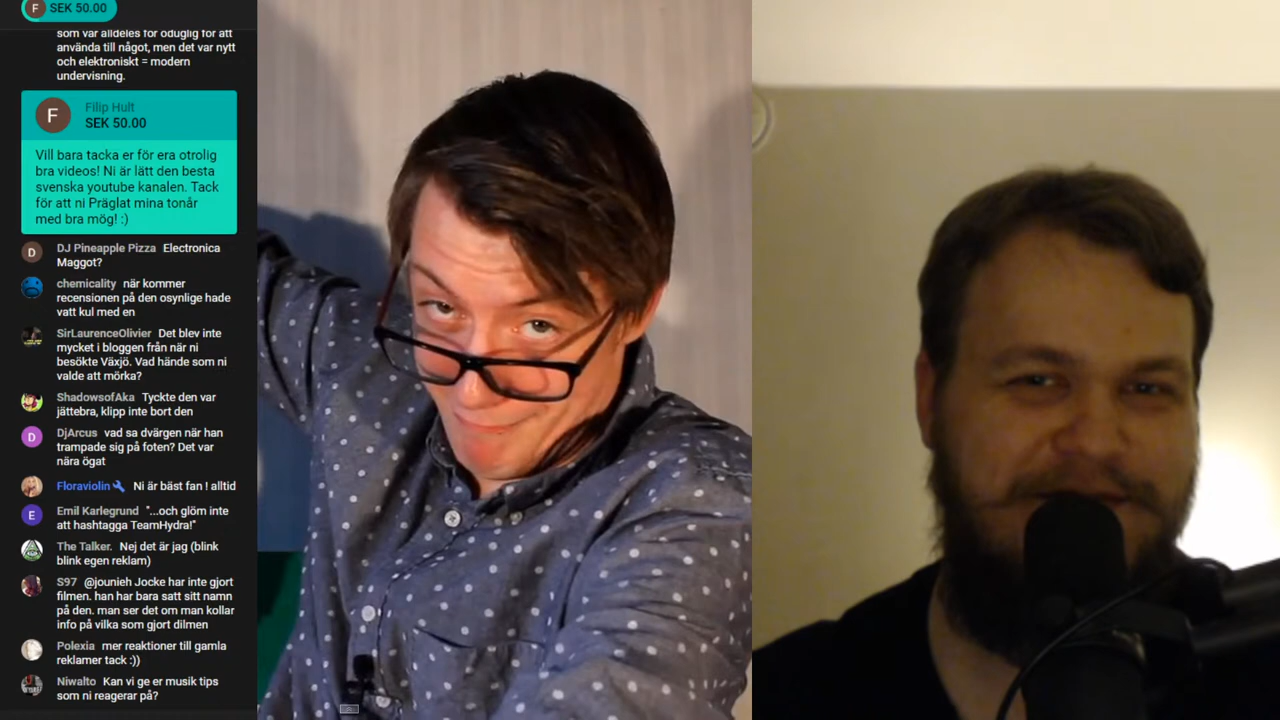 F SEK 50.00
som var alldeles för oduglig för att
använda till något, men det var nytt
och elektroniskt = modern
undervisning.
F
Filip Hult
SEK 50.00
Vill bara tacka er för era otrolig
bra videos! Ni är lätt den besta
svenska youtube kanalen. Tack
för att ni Präglat mina tonår
med bra mög! :)
D DJ Pineapple Pizza Electronica
Maggot?
chemicality när kommer
recensionen på den osynlige hade
vatt kul med en
SirLaurenceOlivier Det blev inte
mycket i bloggen från när ni
besökte Växjö. Vad hände som ni
valde att mörka?
ShadowsofAka Tyckte den var
jättebra, klipp inte bort den
D DjArcus vad sa dvärgen när han
trampade sig på foten? Det var
nära ögat
Floraviolin Ni är bäst fan ! alltid
E Emil Karlegrund "...och glöm inte
att hashtagga TeamHydra!"
The Talker. Nej det är jag (blink
blink egen reklam)
S97 @jounieh Jocke har inte gjort
filmen. han har bara satt sitt namn
på den. man ser det om man kollar
info på vilka som gjort dilmen
Polexia mer reaktioner till gamla
reklamer tack :))
Niwalto Kan vi ge er musik tips
som ni reagerar på?